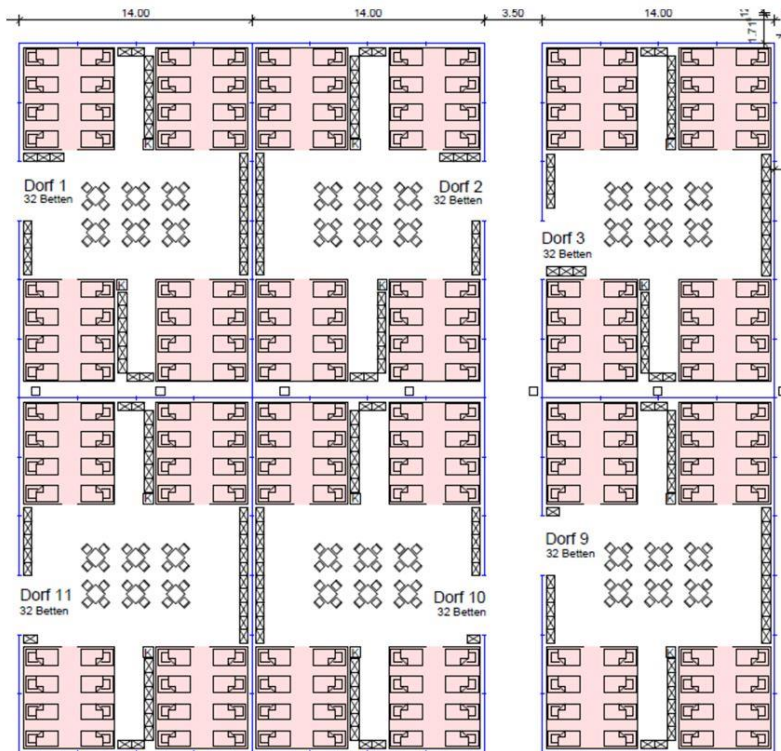 14.00 14.00 3.50 14.00
1.71
K K K
Dorf 1
32 Betten
Dorf 2
32 Betten
Dorf 3
32 Betten
K K K
K K K
Dorf 9
32 Betten
Dorf 11
32 Betten
Dorf 10
32 Betten
K K K